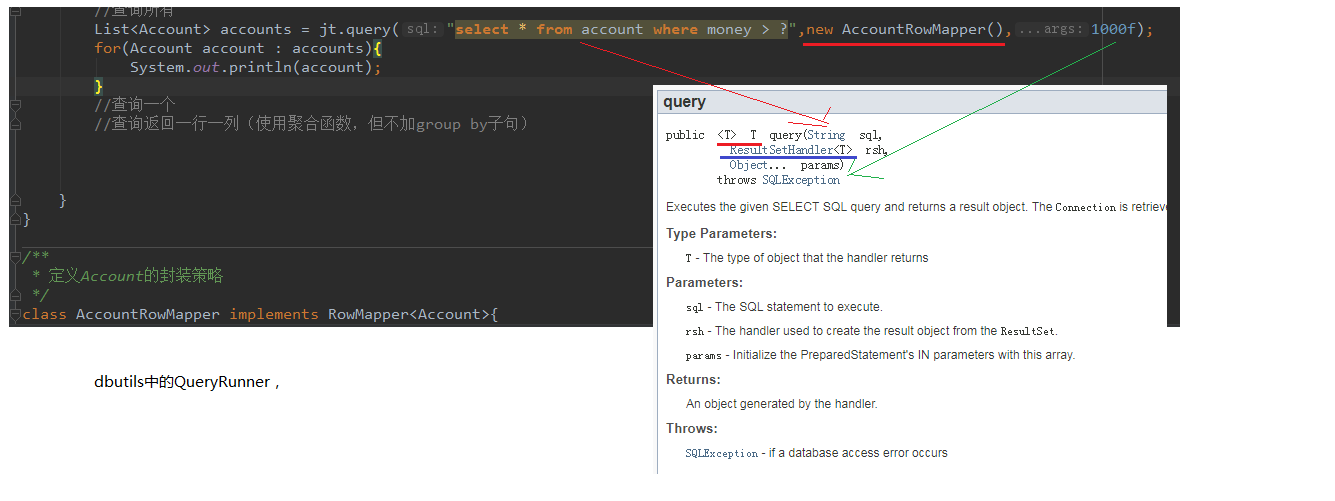 //查询所有
List<Account> accounts = jt.query( sql: "select * from account where money > ?",new AccountRowMapper(), ...args: 1000f);
for(Account account : accounts){
System.out.println(account);
}
//查询一个
//查询返回一行一列（使用聚合函数，但不加group by子句）
}
}
/**
* 定义Account的封装策略
*/
class AccountRowMapper implements RowMapper<Account>{
dbutils中的QueryRunner，
query
public <T> T query(String sql,
ResultSetHandler<T> rsh,
Object... params)
throws SQLException
Executes the given SELECT SQL query and returns a result object. The Connection is retrieve
Type Parameters:
T - The type of object that the handler returns
Parameters:
sql - The SQL statement to execute.
rsh - The handler used to create the result object from the ResultSet.
params - Initialize the PreparedStatement's IN parameters with this array.
Returns:
An object generated by the handler.
Throws:
SQLException - if a database access error occurs